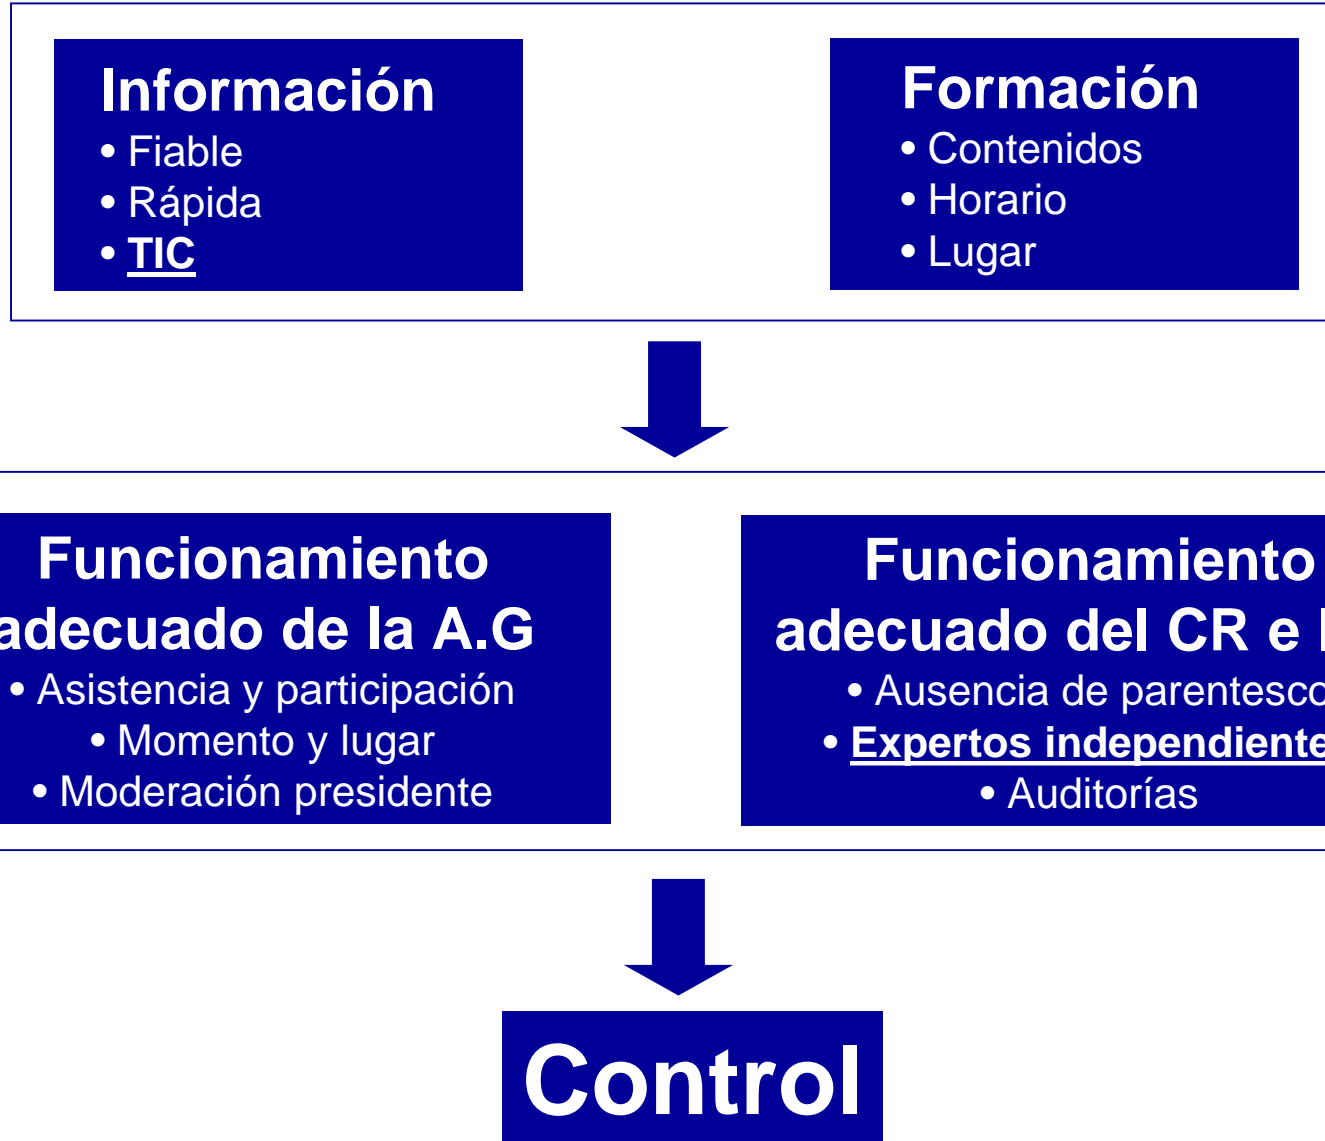 Información
• Fiable
• Rápida
• TIC
Formación
• Contenidos
• Horario
• Lugar
Funcionamiento
adecuado de la A.G
• Asistencia y participación
• Momento y lugar
• Moderación presidente
Funcionamiento
adecuado del CR e
• Ausencia de parentesco
• Expertos independiente
• Auditorías
Control